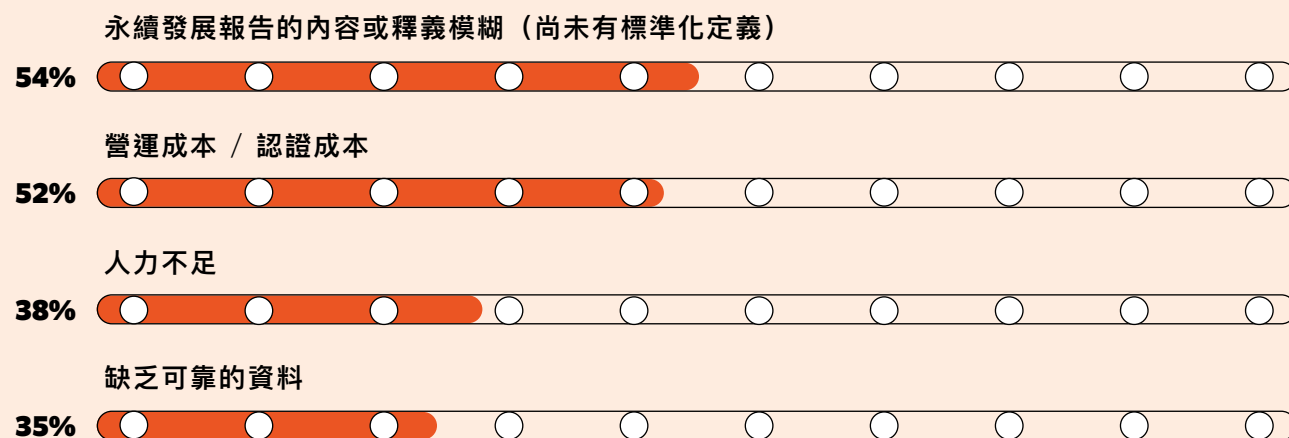 永續發展報告的內容或釋義模糊（尚未有標準化定義）
54%
營運成本 / 認證成本
52%
人力不足
38%
缺乏可靠的資料
35%